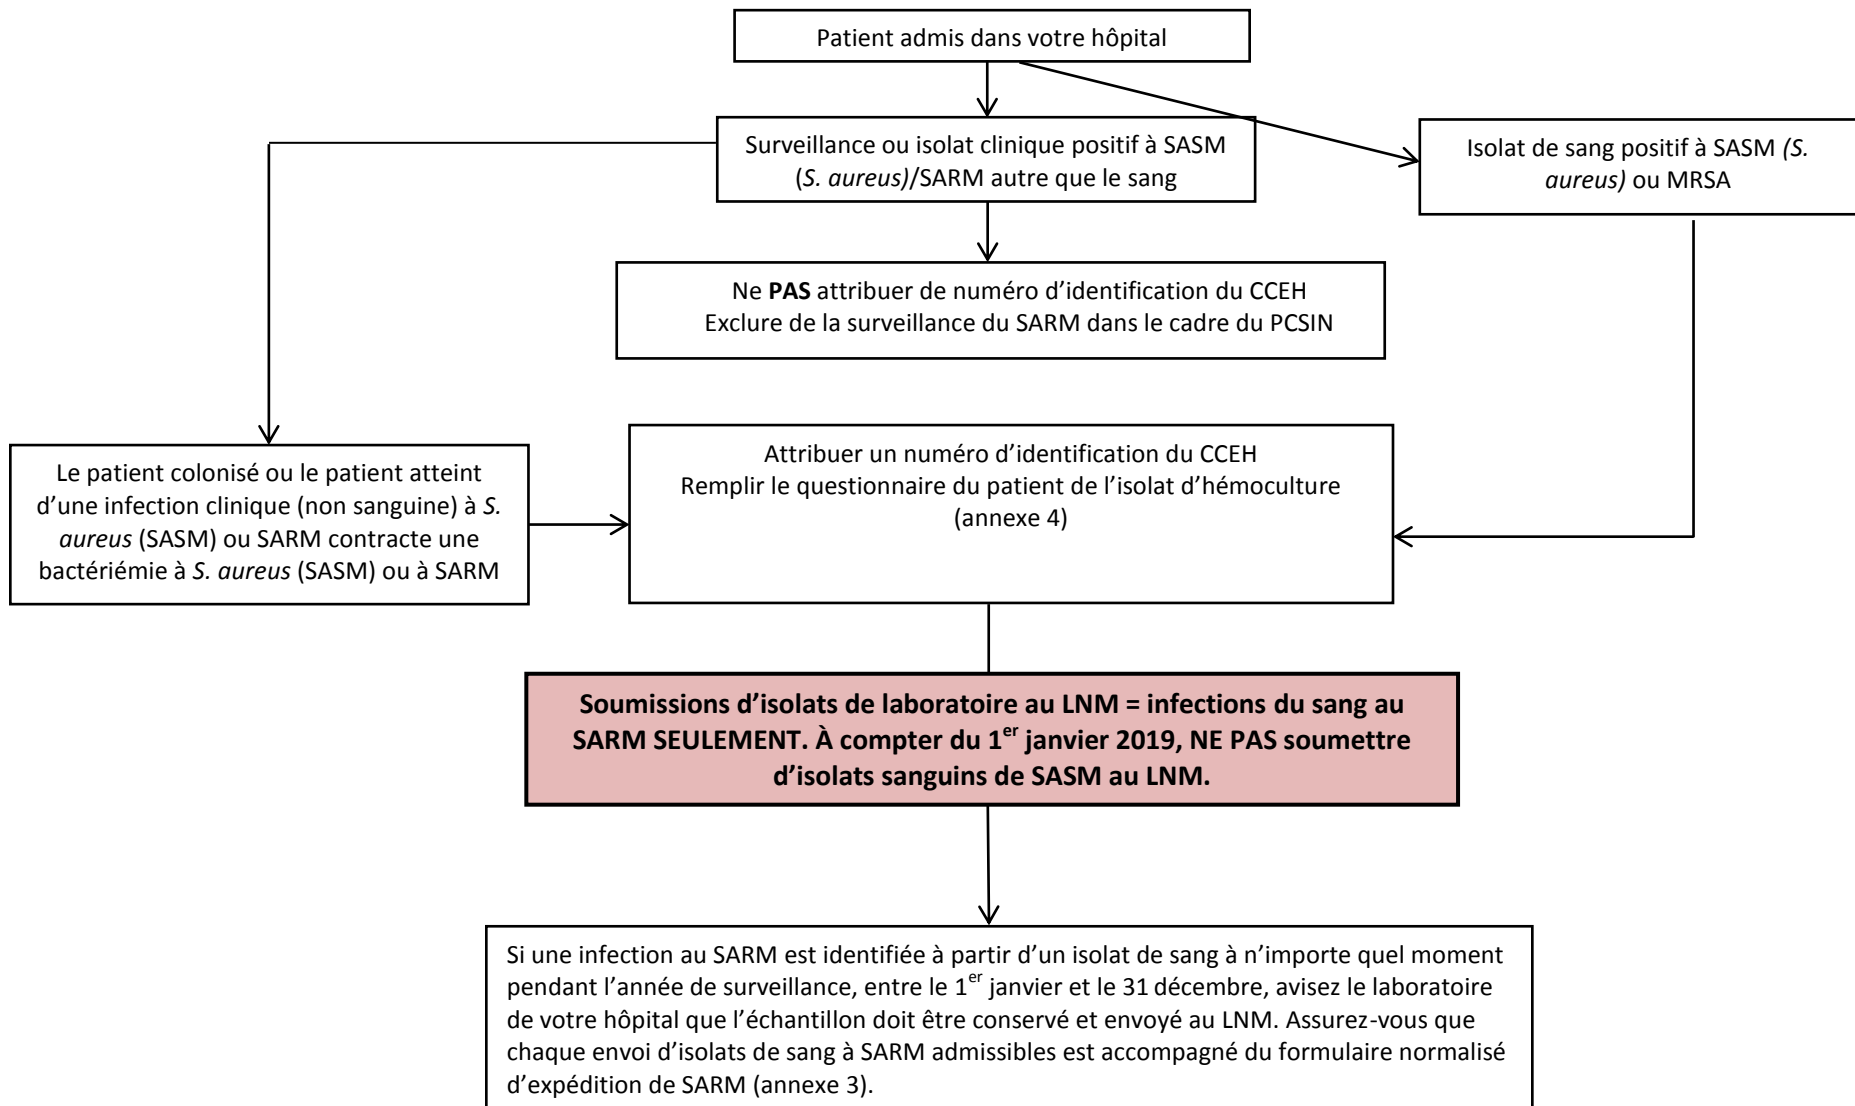 Patient admis dans votre hôpital
Surveillance ou isolat clinique positif à SASM
(S. aureus)/SARM autre que le sang
Isolat de sang positif à SASM (S.
aureus) ou MRSA
Ne PAS attribuer de numéro d’identification du CCEH
Exclure de la surveillance du SARM dans le cadre du PCSIN
Le patient colonisé ou le patient atteint
d’une infection clinique (non sanguine) à S.
aureus (SASM) ou SARM contracte une
bactériémie à S. aureus (SASM) ou à SARM
Attribuer un numéro d’identification du CCEH
Remplir le questionnaire du patient de l’isolat d’hémoculture
(annexe 4)
Soumissions d’isolats de laboratoire au LNM = infections du sang au
SARM SEULEMENT. À compter du 1er janvier 2019, NE PAS soumettre
d’isolats sanguins de SASM au LNM.
Si une infection au SARM est identifiée à partir d’un isolat de sang à n’importe quel moment
pendant l’année de surveillance, entre le 1er janvier et le 31 décembre, avisez le laboratoire
de votre hôpital que l’échantillon doit être conservé et envoyé au LNM. Assurez-vous que
chaque envoi d’isolats de sang à SARM admissibles est accompagné du formulaire normalisé
d’expédition de SARM (annexe 3).